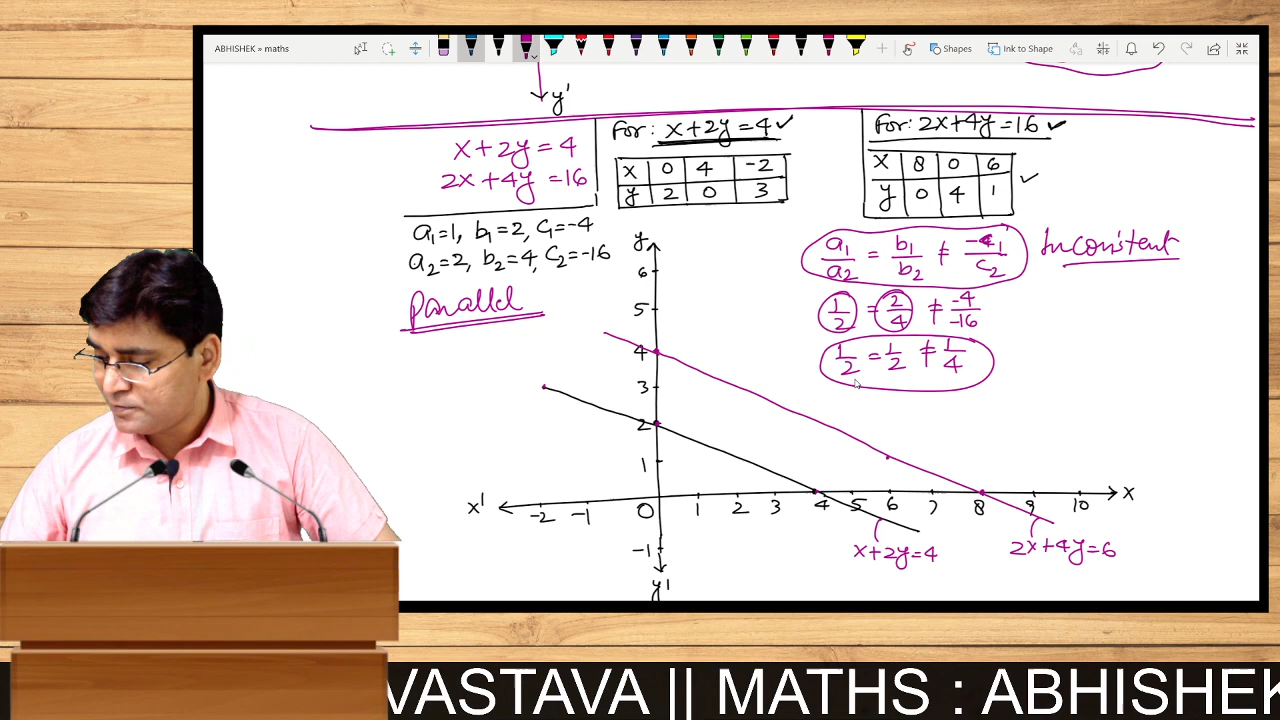 ABHISHEK » maths
Shapes
Ink to Shape
y'
x+2y=4
2x+4y=16
For: x+2y=4 ✓
x 0 4 -2
y 2 0 3
For: 2x+4y=16 ✓
x 8 0 6
y 0 4 1 ✓
a₁=1, b₁=2, c₁=-4
a₂=2, b₂=4, c₂=-16
Parallel
a₁/a₂ = b₁/b₂ ≠ -c₁/c₂ Inconsistent
1/2 = 2/4 ≠ -4/-16
1/2 = 1/2 ≠ 1/4
y
6
5
4
3
2
1
x' -2 -1 0 1 2 3 4 5 6 7 8 9 10 x
-1
y'
x+2y=4
2x+4y=6
VASTAVA || MATHS : ABHISHEK